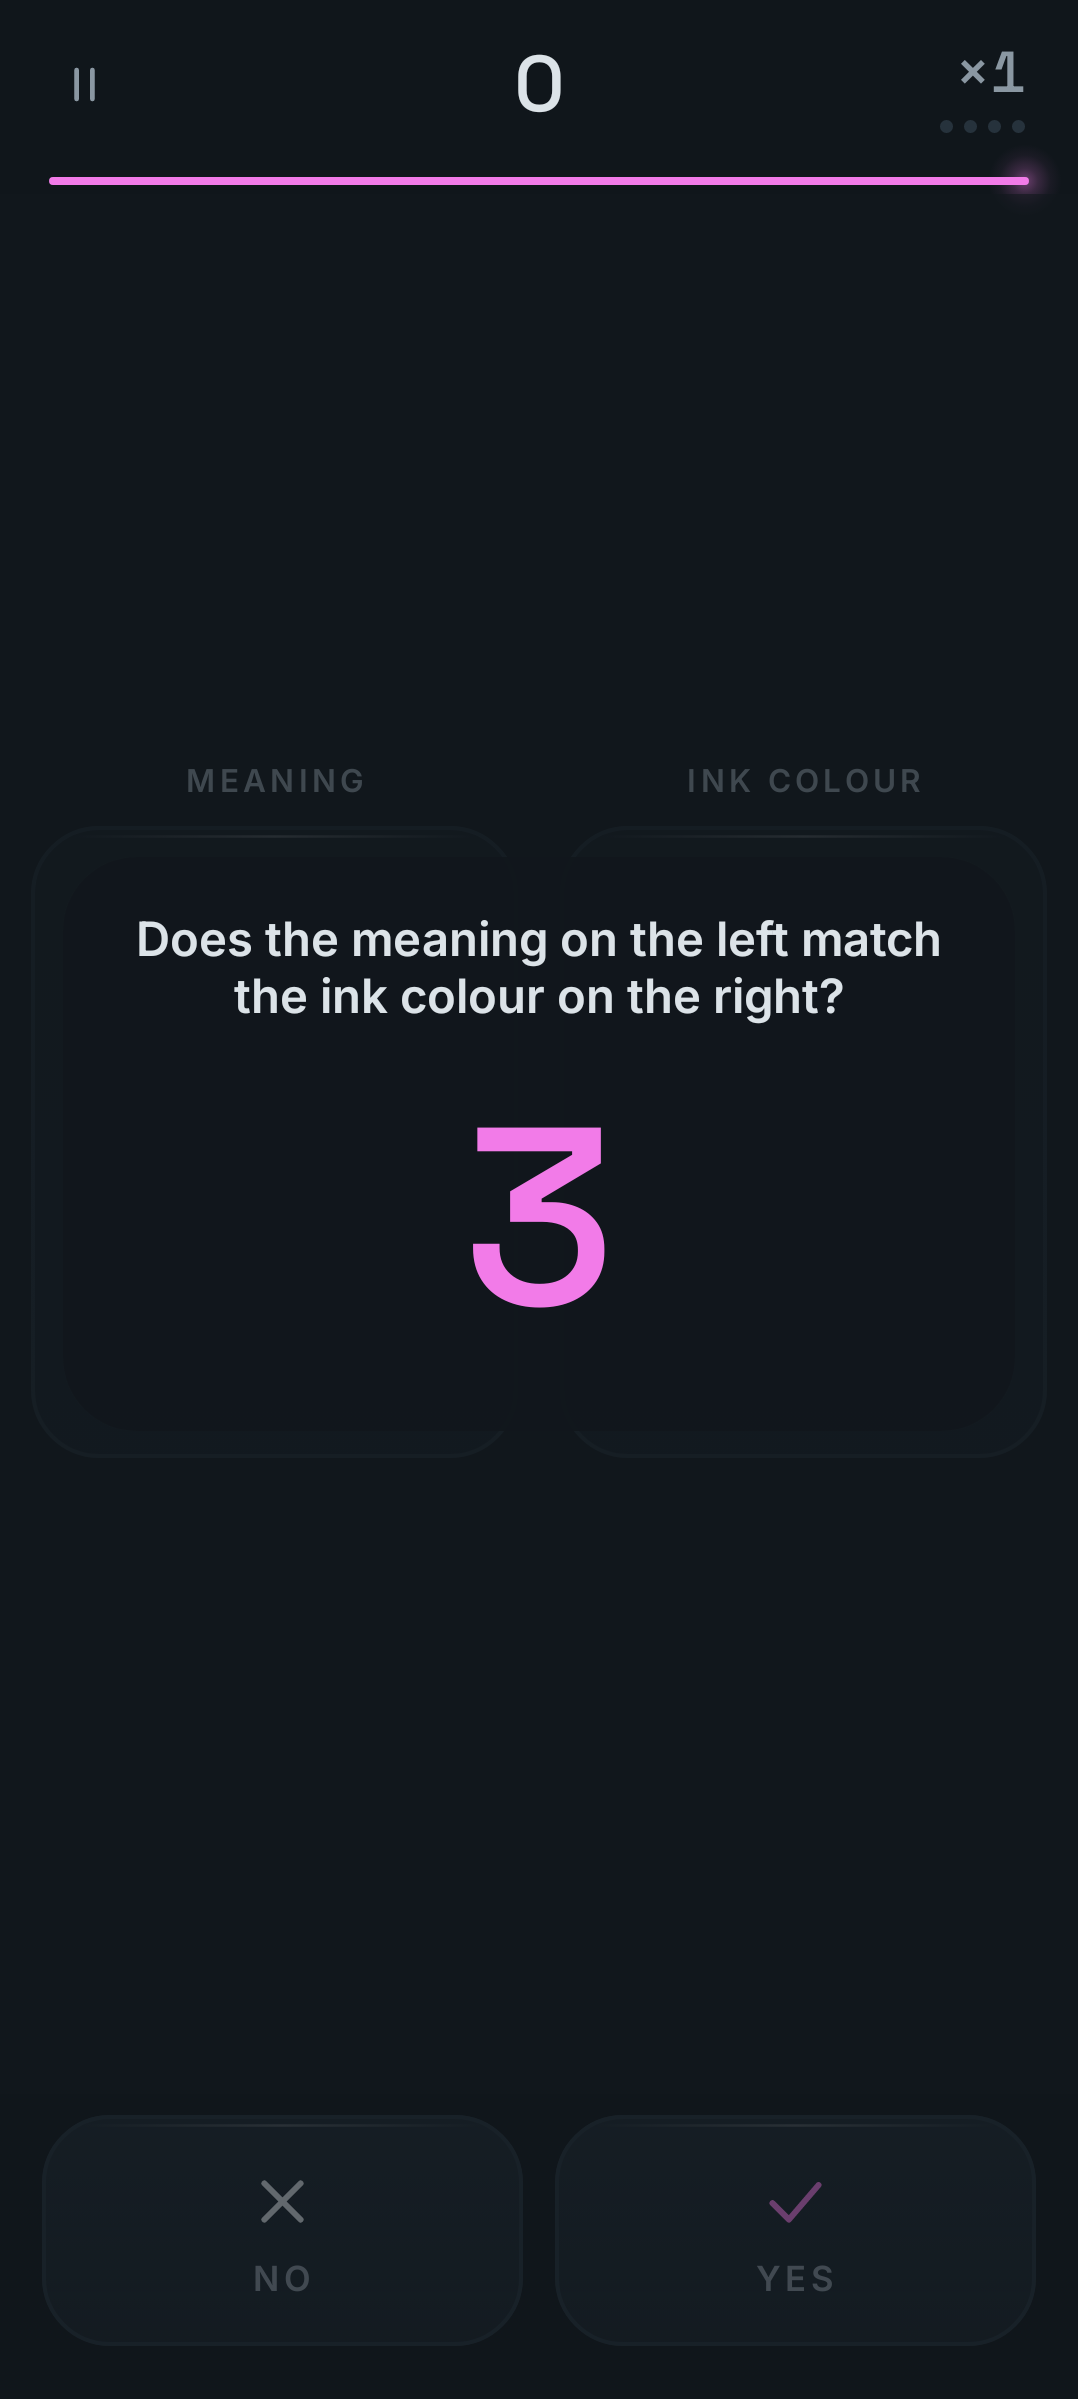 0
×1
MEANING
INK COLOUR
Does the meaning on the left match
the ink colour on the right?
3
NO
YES